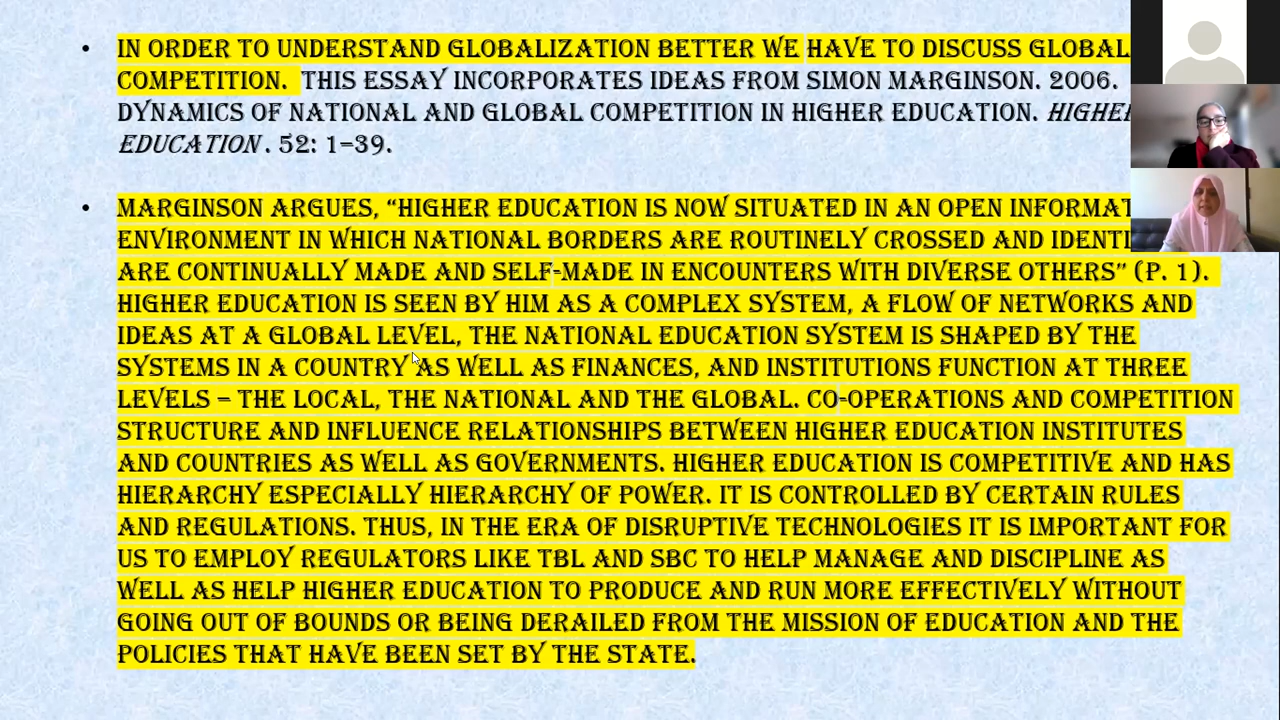 • IN ORDER TO UNDERSTAND GLOBALIZATION BETTER WE HAVE TO DISCUSS GLOBAL
COMPETITION. THIS ESSAY INCORPORATES IDEAS FROM SIMON MARGINSON. 2006.
DYNAMICS OF NATIONAL AND GLOBAL COMPETITION IN HIGHER EDUCATION. HIGHE
EDUCATION. 52: 1–39.
• MARGINSON ARGUES, “HIGHER EDUCATION IS NOW SITUATED IN AN OPEN INFORMAT
ENVIRONMENT IN WHICH NATIONAL BORDERS ARE ROUTINELY CROSSED AND IDENTI
ARE CONTINUALLY MADE AND SELF-MADE IN ENCOUNTERS WITH DIVERSE OTHERS” (P. 1).
HIGHER EDUCATION IS SEEN BY HIM AS A COMPLEX SYSTEM, A FLOW OF NETWORKS AND
IDEAS AT A GLOBAL LEVEL, THE NATIONAL EDUCATION SYSTEM IS SHAPED BY THE
SYSTEMS IN A COUNTRY AS WELL AS FINANCES, AND INSTITUTIONS FUNCTION AT THREE
LEVELS – THE LOCAL, THE NATIONAL AND THE GLOBAL. CO-OPERATIONS AND COMPETITION
STRUCTURE AND INFLUENCE RELATIONSHIPS BETWEEN HIGHER EDUCATION INSTITUTES
AND COUNTRIES AS WELL AS GOVERNMENTS. HIGHER EDUCATION IS COMPETITIVE AND HAS
HIERARCHY ESPECIALLY HIERARCHY OF POWER. IT IS CONTROLLED BY CERTAIN RULES
AND REGULATIONS. THUS, IN THE ERA OF DISRUPTIVE TECHNOLOGIES IT IS IMPORTANT FOR
US TO EMPLOY REGULATORS LIKE TBL AND SBC TO HELP MANAGE AND DISCIPLINE AS
WELL AS HELP HIGHER EDUCATION TO PRODUCE AND RUN MORE EFFECTIVELY WITHOUT
GOING OUT OF BOUNDS OR BEING DERAILED FROM THE MISSION OF EDUCATION AND THE
POLICIES THAT HAVE BEEN SET BY THE STATE.